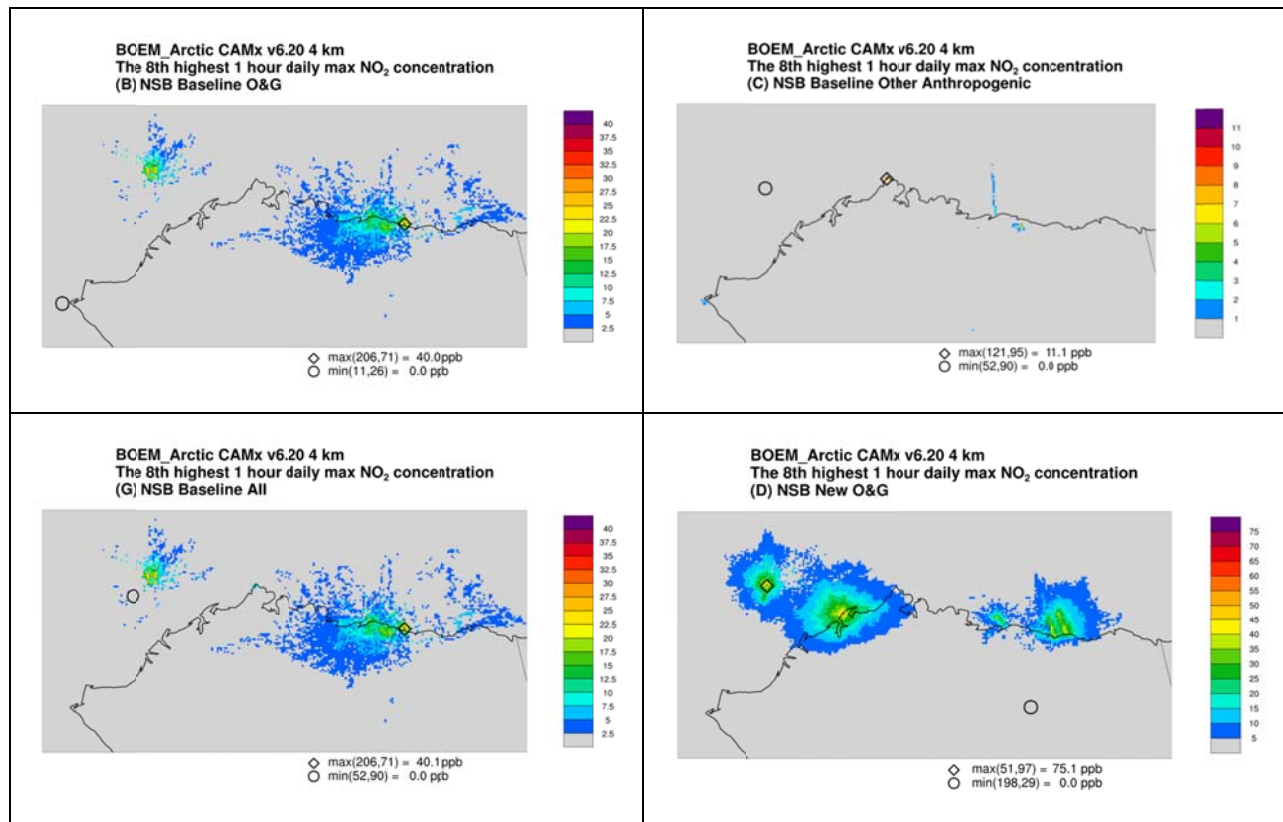 BOEM_Arctic CAMx v6.20 4 km
The 8th highest 1 hour daily max NO₂ concentration
(B) NSB Baseline O&G
40
37.5
35
32.5
30
27.5
25
22.5
20
17.5
15
12.5
10
7.5
5
2.5
max(206,71) = 40.0ppb
min(11,26) = 0.0 ppb
BOEM_Arctic CAMx v6.20 4 km
The 8th highest 1 hour daily max NO₂ concentration
(C) NSB Baseline Other Anthropogenic
11
10
9
8
7
6
5
4
3
2
1
max(121,95) = 11.1 ppb
min(52,90) = 0.0 ppb
BOEM_Arctic CAMx v6.20 4 km
The 8th highest 1 hour daily max NO₂ concentration
(G) NSB Baseline All
40
37.5
35
32.5
30
27.5
25
22.5
20
17.5
15
12.5
10
7.5
5
2.5
max(206,71) = 40.1ppb
min(52,90) = 0.0 ppb
BOEM_Arctic CAMx v6.20 4 km
The 8th highest 1 hour daily max NO₂ concentration
(D) NSB New O&G
75
70
65
60
55
50
45
40
35
30
25
20
15
10
5
max(51,97) = 75.1 ppb
min(198,29) = 0.0 ppb